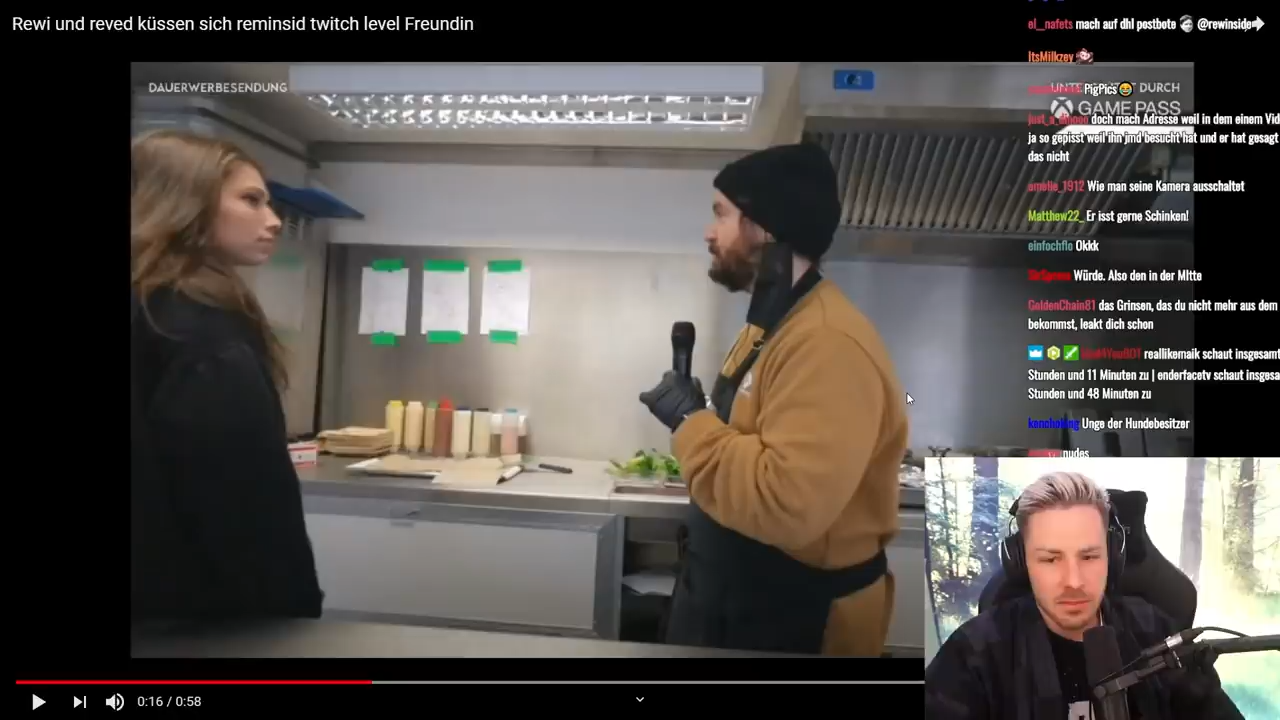 Rewi und reved küssen sich reminsid twitch level Freundin
el__nafets mach auf dhl postbote @rewinside
ItsMilkzey
PigPics
DAUERWERBESENDUNG
DURCH
GAME PASS
doch mach Adresse weil in dem einem Vid
ja so gepisst weil ihn jmd besucht hat und er hat gesagt
das nicht
amelie_1912 Wie man seine Kamera ausschaltet
Matthew22_ Er isst gerne Schinken!
einfochflo Okkk
Würde. Also den in der MItte
GoldenChain81 das Grinsen, das du nicht mehr aus dem
bekommst, leakt dich schon
reallikemaik schaut insgesamt
Stunden und 11 Minuten zu | enderfacetv schaut insgesa
Stunden und 48 Minuten zu
Unge der Hundebesitzer
nudes
0:16 / 0:58